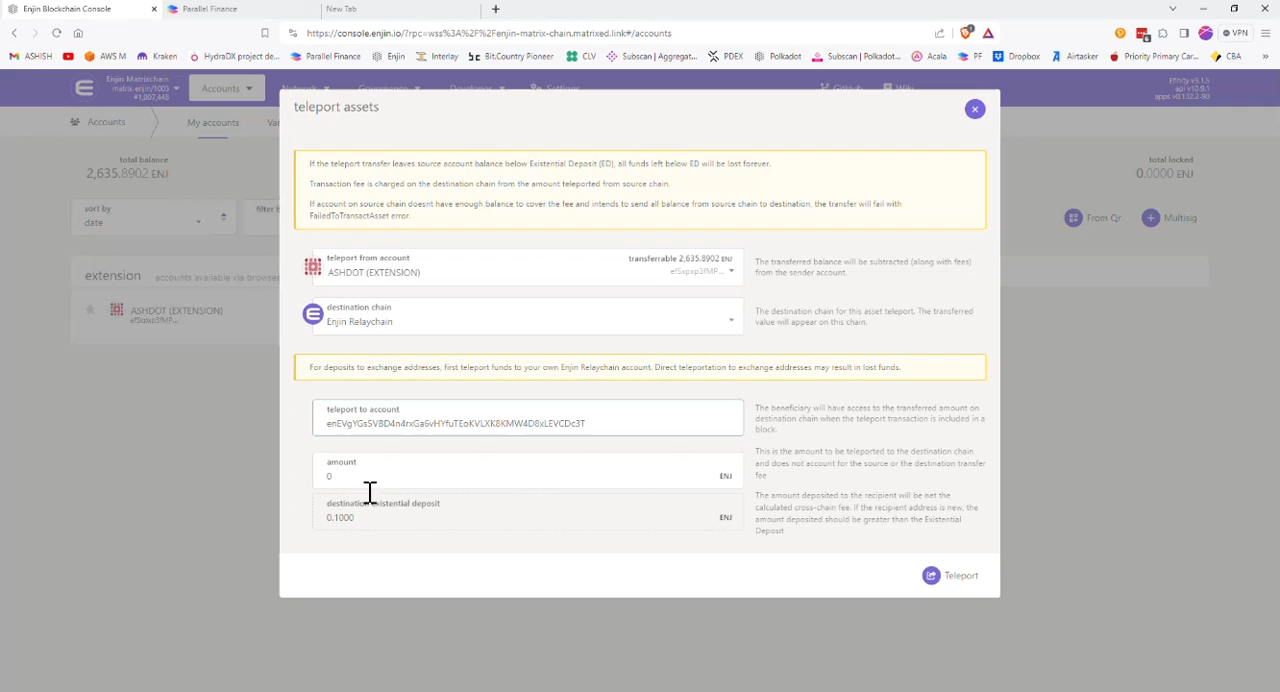 Enjin Blockchain Console
Parallel Finance
New Tab
https://console.enjin.io/?rpc=wss%3A%2F%2Fenjin-matrix-chain.matrixed.link#/accounts
VPN
ASHISH
AWS M
Kraken
HydraDX project de...
Parallel Finance
Enjin
Interlay
Bit.Country Pioneer
CLV
Subscan | Aggregat...
PDEX
Polkadot
Subscan | Polkadot...
Acala
PF
Dropbox
Airtasker
Priority Primary Car...
CBA
Enjin Matrixchain
matrix-enjin/1003
#1,007,448
Accounts
Network
Governance
Developer
Settings
GitHub
Wiki
api v10.9.1
apps v0.132.2-90
Accounts
My accounts
total balance
2,635.8902 ENJ
total locked
0.0000 ENJ
sort by
date
From Qr
Multisig
extension
accounts available via browser
ASHDOT (EXTENSION)
teleport assets
If the teleport transfer leaves source account balance below Existential Deposit (ED), all funds left below ED will be lost forever.
Transaction fee is charged on the destination chain from the amount teleported from source chain.
If account on source chain doesnt have enough balance to cover the fee and intends to send all balance from source chain to destination, the transfer will fail with
FailedToTransactAsset error.
teleport from account
transferrable 2,635.8902 ENJ
ASHDOT (EXTENSION)
The transferred balance will be subtracted (along with fees)
from the sender account.
destination chain
Enjin Relaychain
The destination chain for this asset teleport. The transferred
value will appear on this chain.
For deposits to exchange addresses, first teleport funds to your own Enjin Relaychain account. Direct teleportation to exchange addresses may result in lost funds.
teleport to account
The beneficiary will have access to the transferred amount on
destination chain when the teleport transaction is included in a
block.
amount
0
ENJ
This is the amount to be teleported to the destination chain
and does not account for the source or the destination transfer
fee
destination existential deposit
0.1000
ENJ
The amount deposited to the recipient will be net the
calculated cross-chain fee. If the recipient address is new, the
amount deposited should be greater than the Existential
Deposit
Teleport